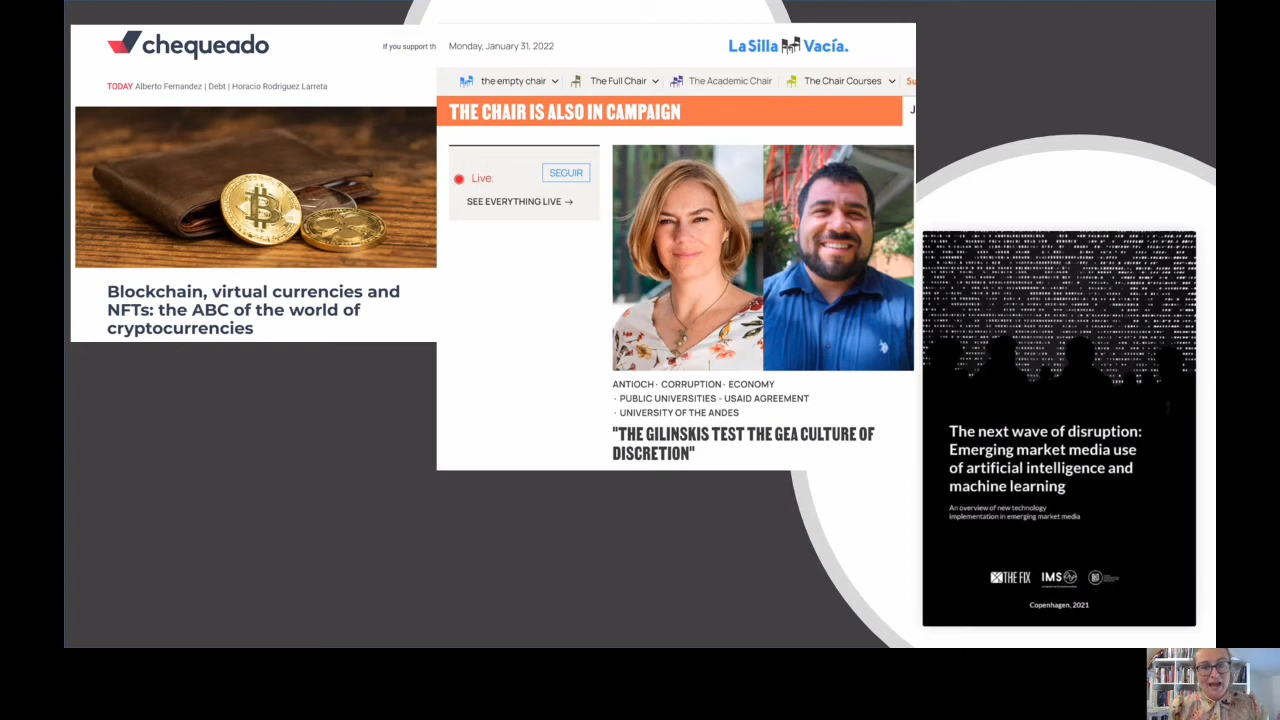 chequeado
If you support th
TODAY Alberto Fernandez | Debt | Horacio Rodriguez Larreta
Blockchain, virtual currencies and
NFTs: the ABC of the world of
cryptocurrencies
Monday, January 31, 2022
La Silla Vacía.
the empty chair
The Full Chair
The Academic Chair
The Chair Courses
Su
THE CHAIR IS ALSO IN CAMPAIGN
J
Live.
SEGUIR
SEE EVERYTHING LIVE →
ANTIOCH · CORRUPTION · ECONOMY
· PUBLIC UNIVERSITIES - USAID AGREEMENT
· UNIVERSITY OF THE ANDES
"THE GILINSKIS TEST THE GEA CULTURE OF
DISCRETION"
The next wave of disruption:
Emerging market media use
of artificial intelligence and
machine learning
An overview of new technology
implementation in emerging market media
THE FIX
IMS
Copenhagen, 2021